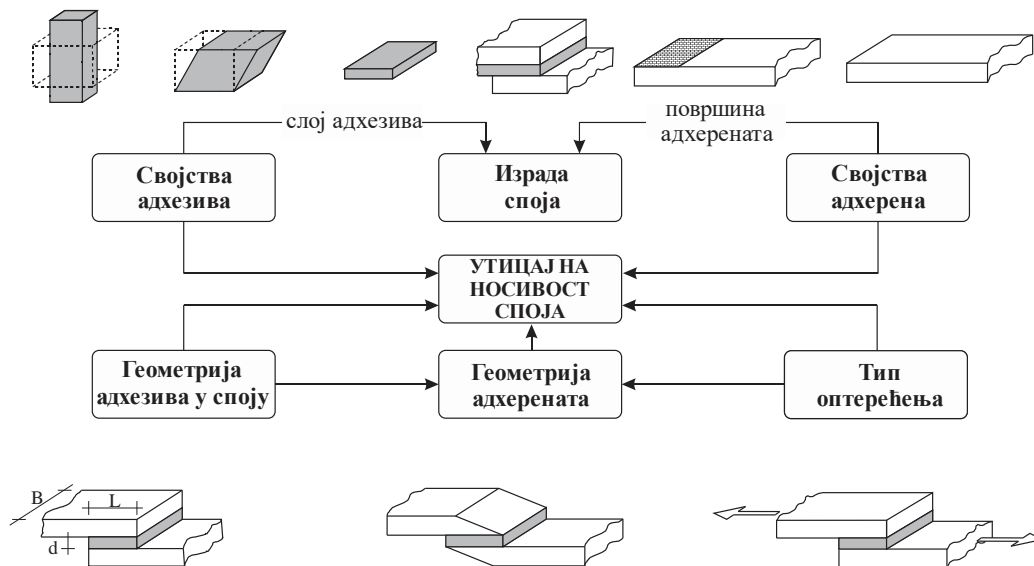 слој адхезива
површина
адхерената
Својства
адхезива
Израда
споја
Својства
адхерена
УТИЦАЈ НА
НОСИВОСТ
СПОЈА
Геометрија
адхезива у споју
Геометрија
адхерената
Тип
оптерећења
B
L
d